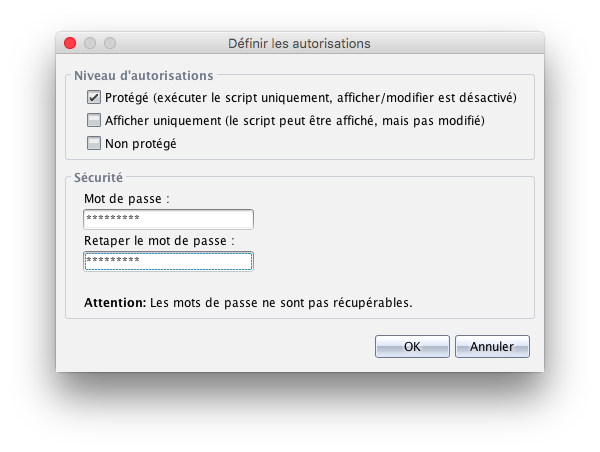 Définir les autorisations
Niveau d'autorisations
Protégé (exécuter le script uniquement, afficher/modifier est désactivé)
Afficher uniquement (le script peut être affiché, mais pas modifié)
Non protégé
Sécurité
Mot de passe :
*********
Retaper le mot de passe :
*********
Attention: Les mots de passe ne sont pas récupérables.
OK Annuler